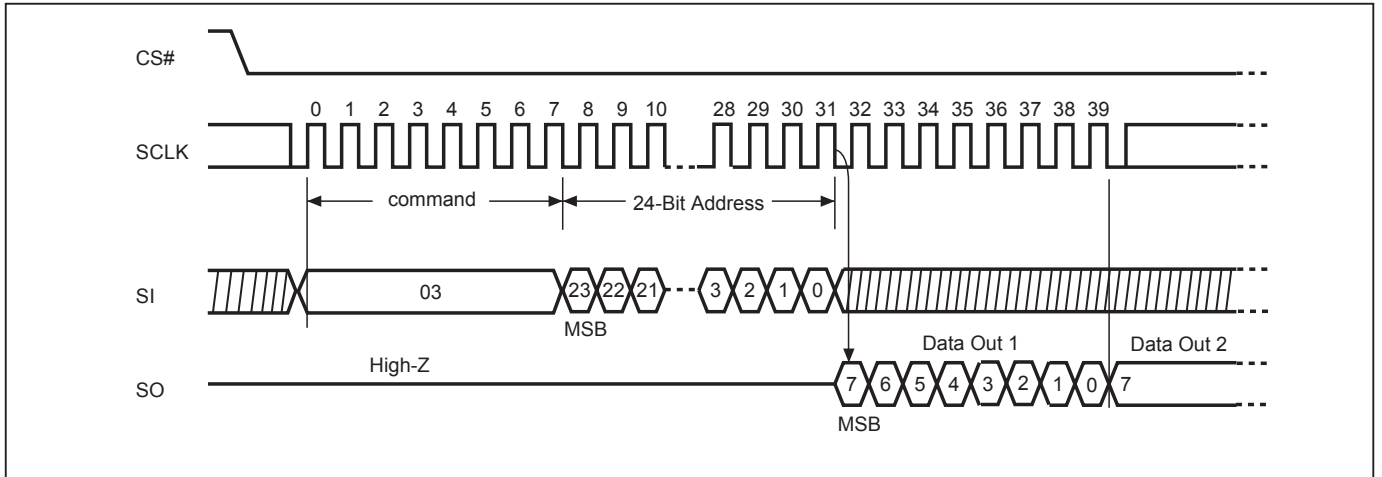 CS#
0 1 2 3 4 5 6 7 8 9 10 28 29 30 31 32 33 34 35 36 37 38 39
SCLK
command 24-Bit Address
SI 03 23 22 21 3 2 1 0
MSB
Data Out 1 Data Out 2
High-Z
SO 7 6 5 4 3 2 1 0 7
MSB